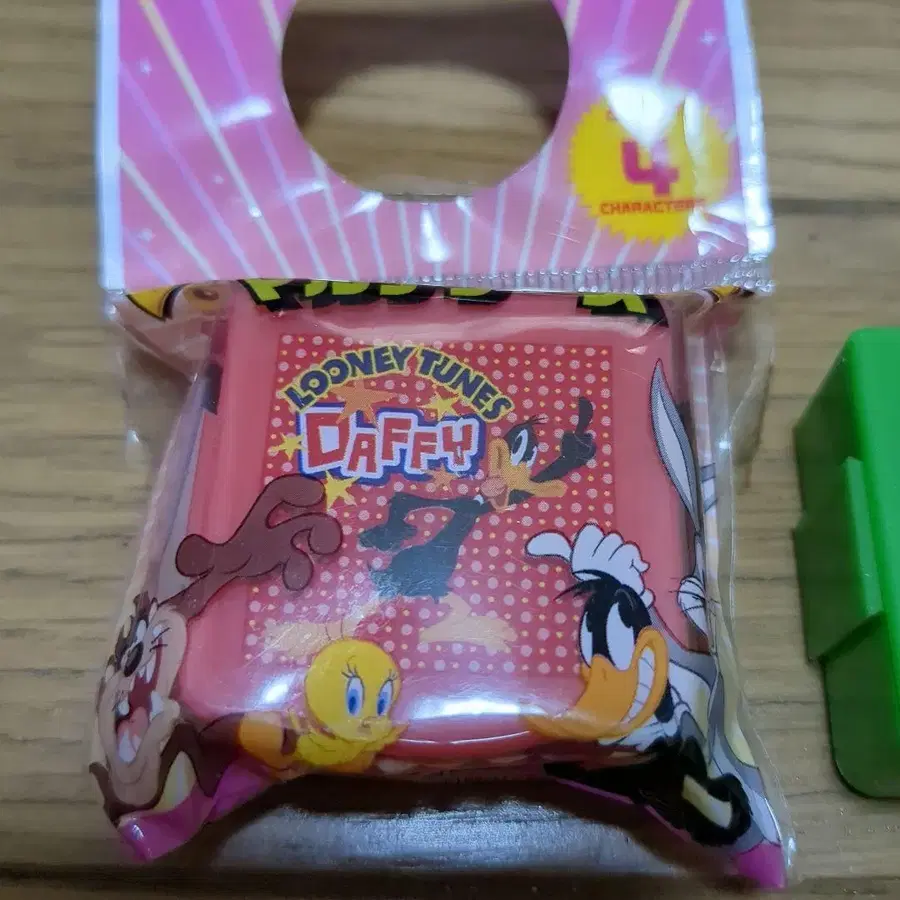 4
CHARACTERS
LOONEY TUNES
DAFFY